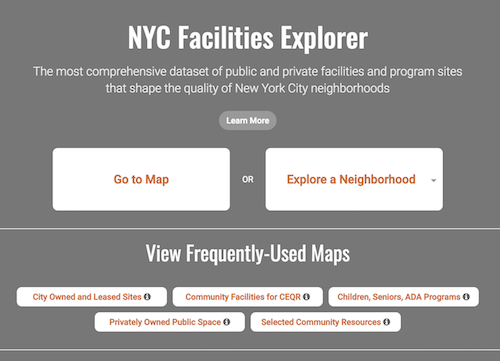 NYC Facilities Explorer
The most comprehensive dataset of public and private facilities and program sites
that shape the quality of New York City neighborhoods
Learn More
Go to Map
OR
Explore a Neighborhood
View Frequently-Used Maps
City Owned and Leased Sites
Community Facilities for CEQR
Children, Seniors, ADA Programs
Privately Owned Public Space
Selected Community Resources